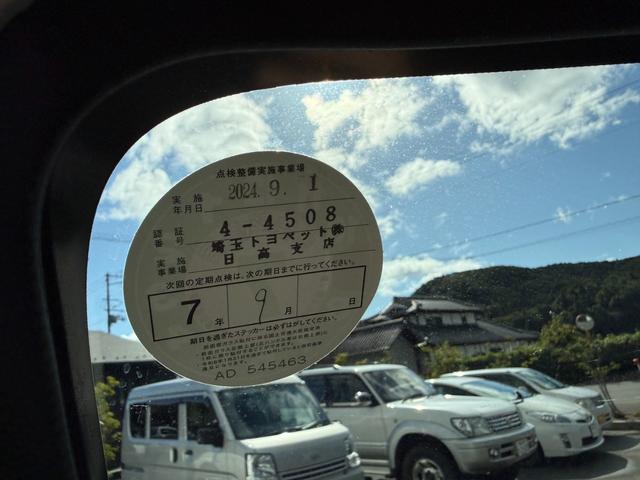 点検整備実施事業場
実施年月日 2024.9.1
認証番号 4-4508
実施事業場 埼玉トヨペット㈱
日高支店
次回の定期点検は、次の期日までに行ってください。
7年 9月 日
期日を過ぎたステッカーは必ずはがしてください。
AD 545463